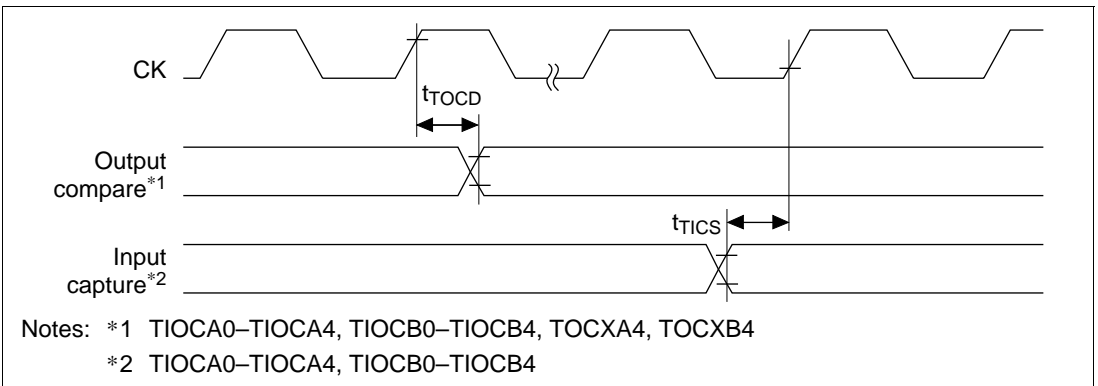 CK
tTOCD
Output
compare*1
tTICS
Input
capture*2
Notes: *1 TIOCA0–TIOCA4, TIOCB0–TIOCB4, TOCXA4, TOCXB4
*2 TIOCA0–TIOCA4, TIOCB0–TIOCB4